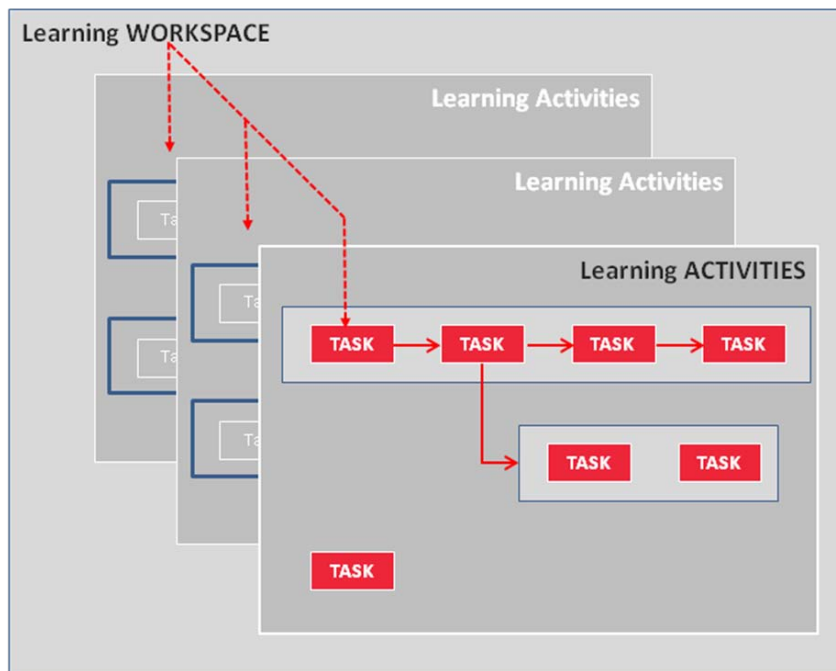 Learning WORKSPACE
Learning Activities
Learning Activities
Learning ACTIVITIES
TASK TASK TASK TASK
TASK TASK
TASK